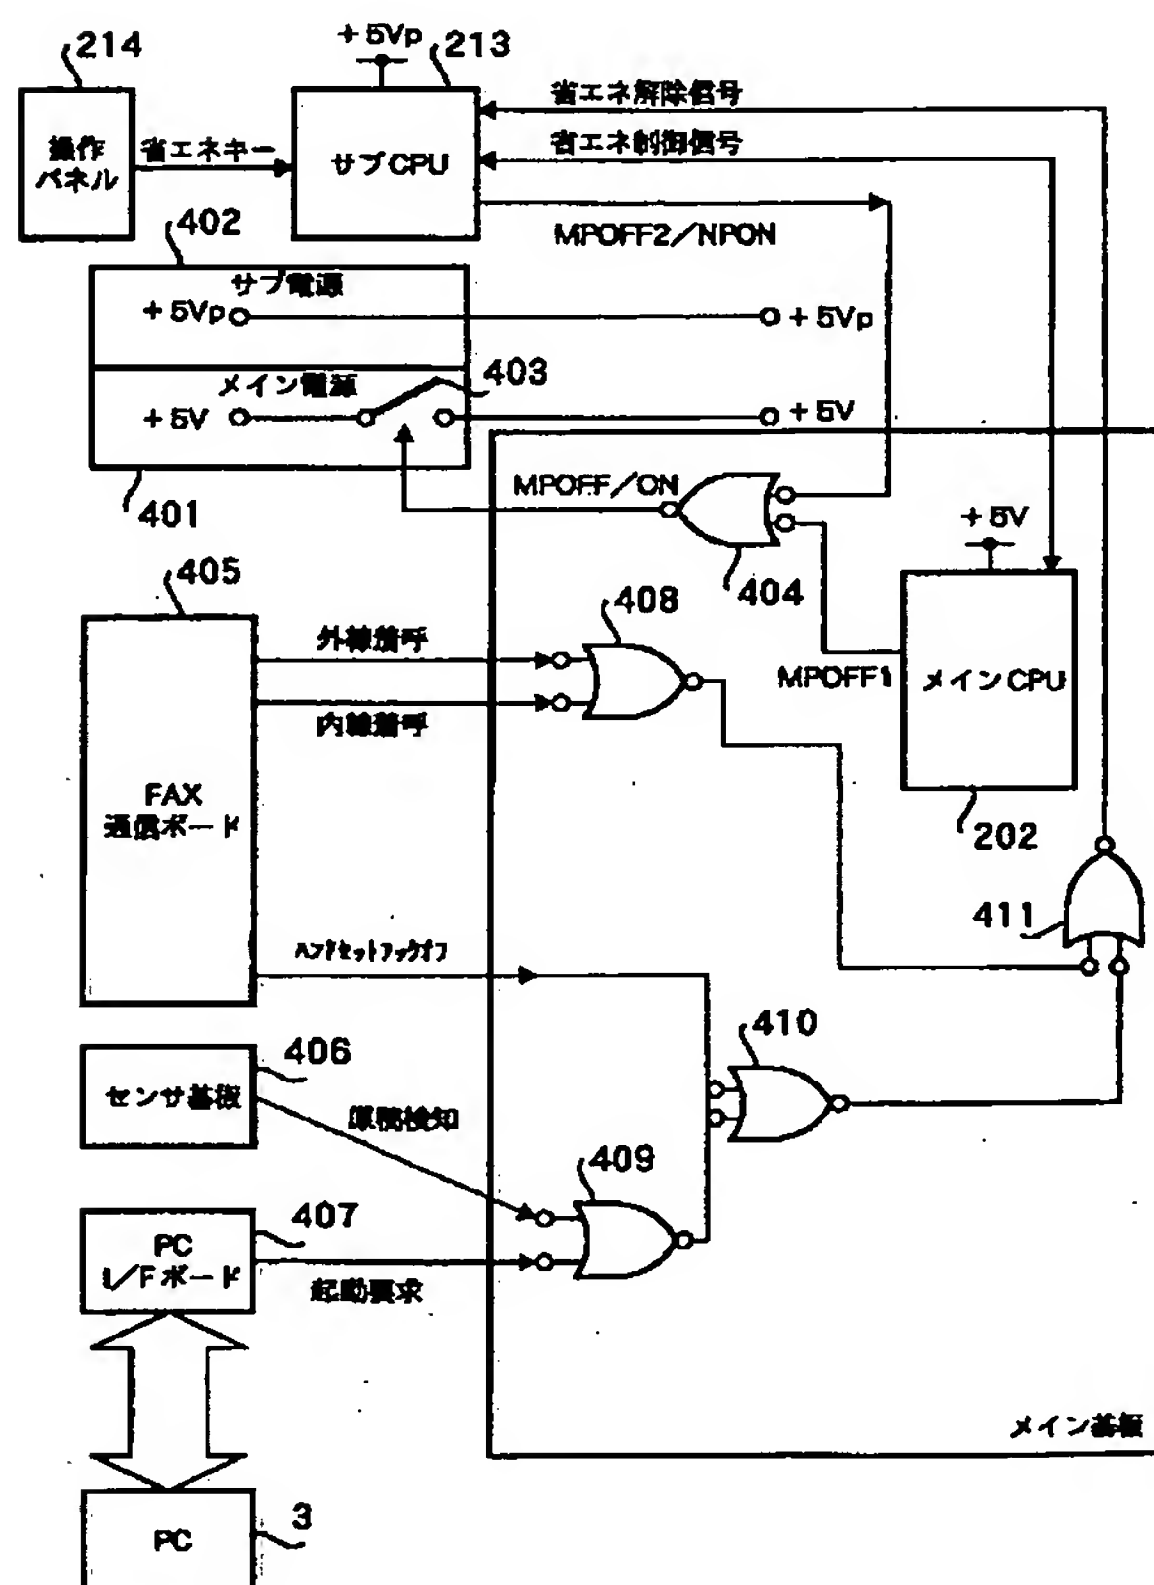 214
+5Vp
213
操作
パネル
省エネキー
サブCPU
省エネ解除信号
省エネ制御信号
MPOFF2/NPON
402
サブ電源
+5Vp
+5Vp
メイン電源
403
+5V
+5V
401
MPOFF/ON
404
+5V
405
外線着呼
408
MPOFF1
メインCPU
内線着呼
202
FAX
通信ボード
411
ハンドセットフックオフ
410
406
センサ基板
原稿検知
409
407
PC
I/Fボード
起動要求
メイン基板
3
PC